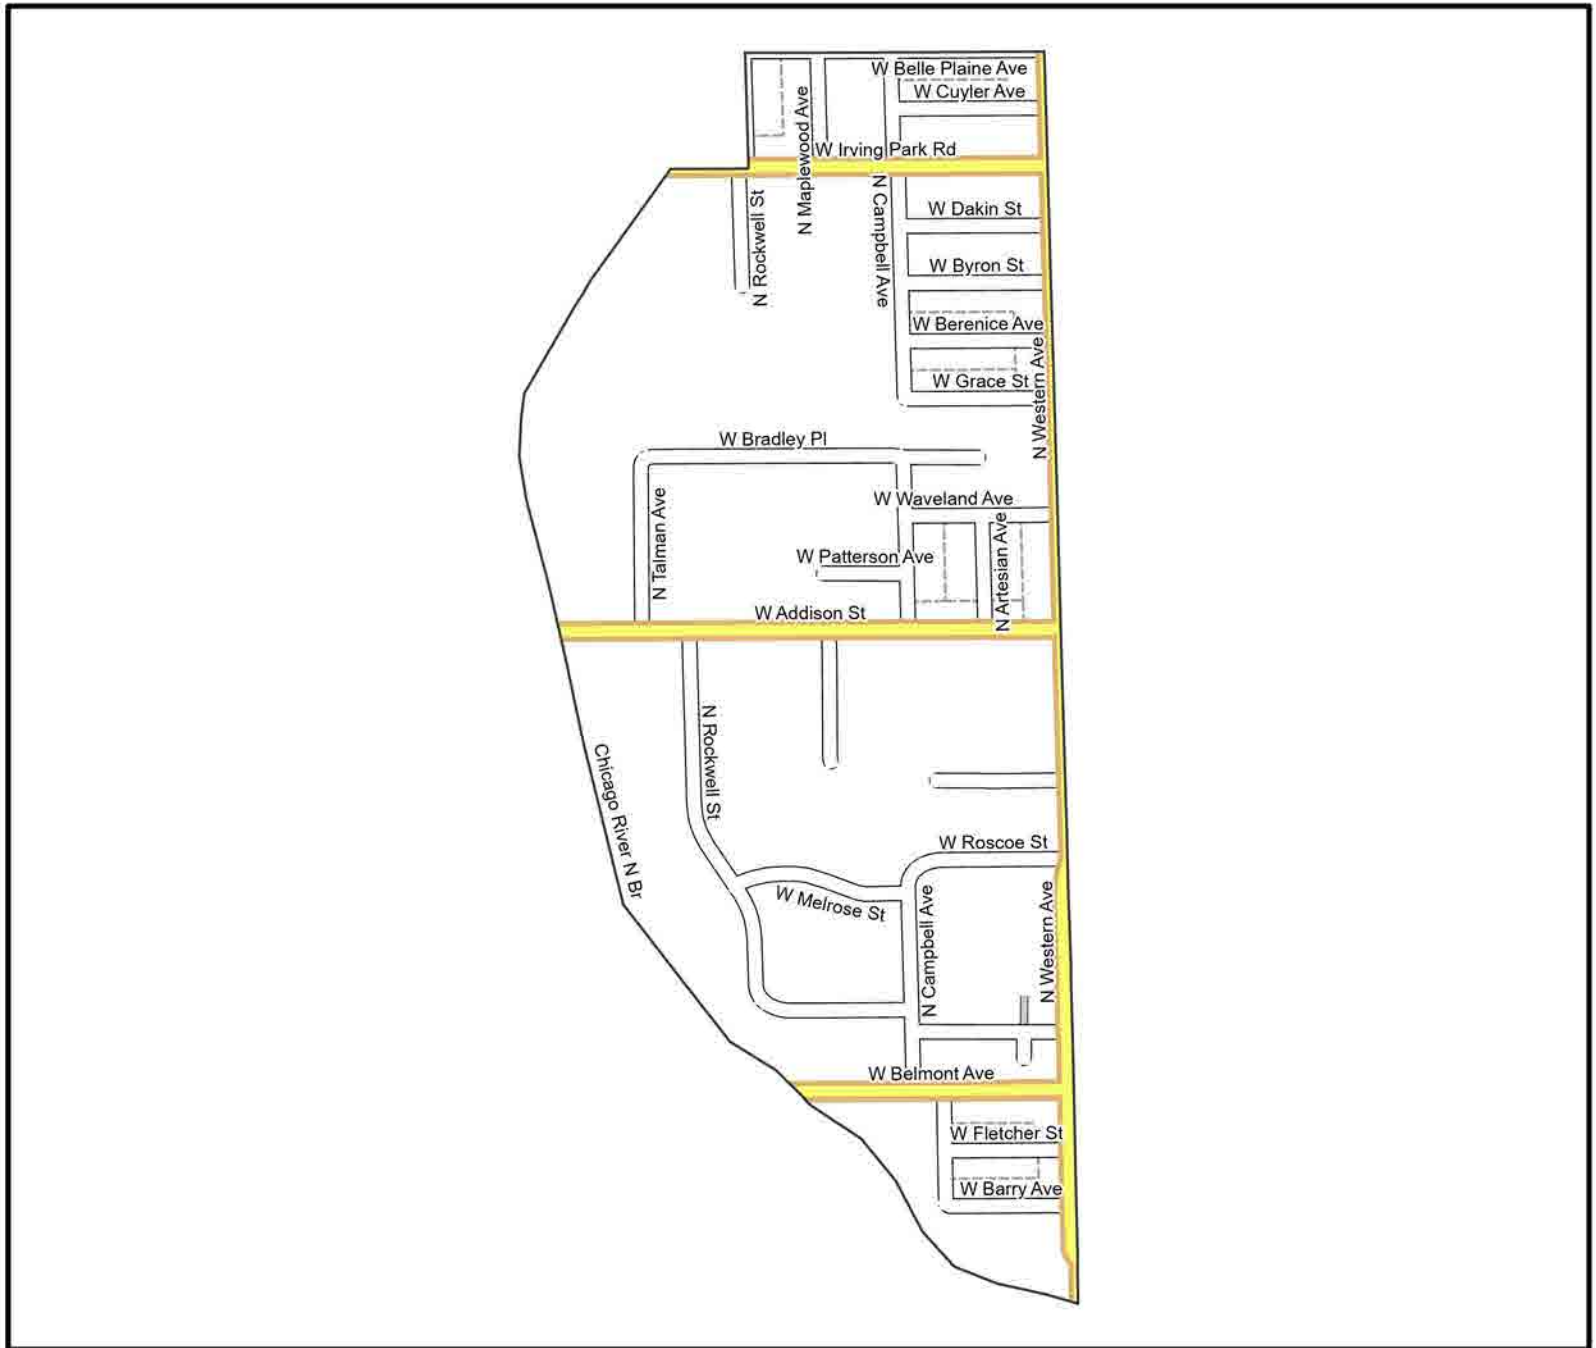 W Belle Plaine Ave
W Cuyler Ave
N Maplewood Ave
W Irving Park Rd
N Rockwell St
N Campbell Ave
W Dakin St
W Byron St
W Berenice Ave
W Grace St
N Western Ave
W Bradley Pl
N Talman Ave
W Waveland Ave
W Patterson Ave
N Artesian Ave
W Addison St
N Rockwell St
Chicago River N Br
W Roscoe St
W Melrose St
N Campbell Ave
N Western Ave
W Belmont Ave
W Fletcher St
W Barry Ave